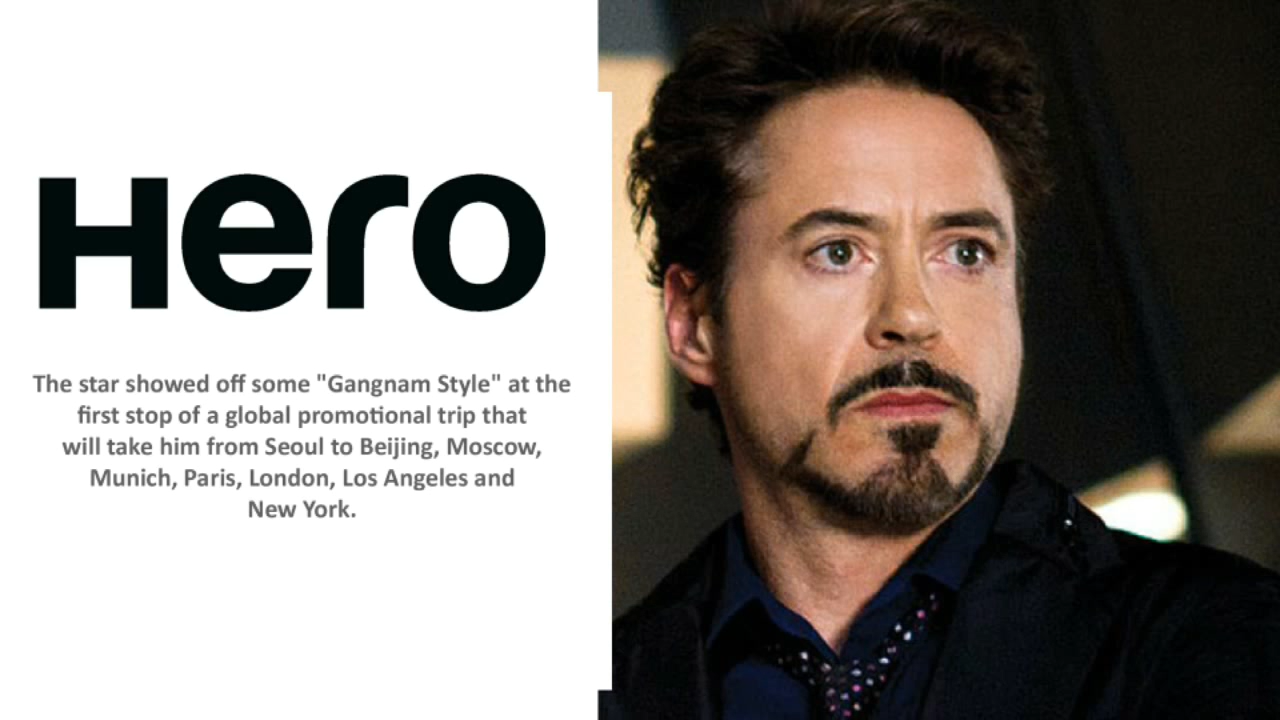 Hero
The star showed off some "Gangnam Style" at the
first stop of a global promotional trip that
will take him from Seoul to Beijing, Moscow,
Munich, Paris, London, Los Angeles and
New York.